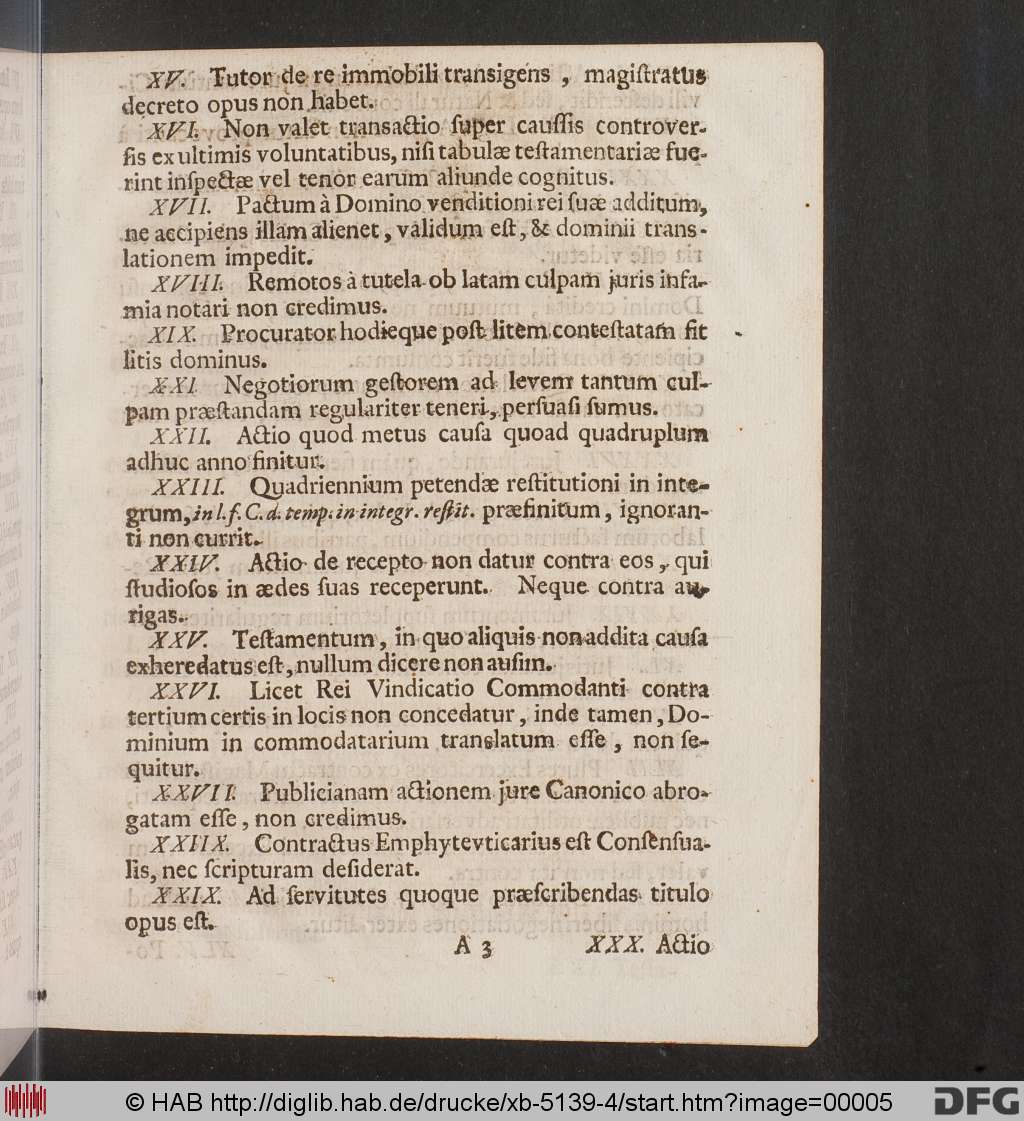 XV. Tutor de re immobili transigens, magiſtratus
decreto opus non habet.
XVI. Non valet transactio ſuper cauſſis controver-
ſis ex ultimis voluntatibus, niſi tabulæ teſtamentariæ fue-
rint inſpectæ vel tenor earum aliunde cognitus.
XVII. Pactum à Domino venditioni rei ſuæ additum,
ne accipiens illam alienet, validum eſt, & dominii trans-
lationem impedit.
XVIII. Remotos à tutela ob latam culpam juris infa-
mia notari non credimus.
XIX. Procurator hodieque poſt litem conteſtatam fit
litis dominus.
XXI. Negotiorum geſtorem ad levem tantum cul-
pam præſtandam regulariter teneri, perſuaſi ſumus.
XXII. Actio quod metus cauſa quoad quadruplum
adhuc anno finitur.
XXIII. Quadriennium petendæ reſtitutioni in inte-
grum, in l. f. C. d. temp. in integr. reſtit. præfinitum, ignoran-
ti non currit.
XXIV. Actio de recepto non datur contra eos, qui
ſtudioſos in ædes ſuas receperunt. Neque contra au-
rigas.
XXV. Teſtamentum, in quo aliquis non addita cauſa
exheredatus eſt, nullum dicere non auſim.
XXVI. Licet Rei Vindicatio Commodanti contra
tertium certis in locis non concedatur, inde tamen, Do-
minium in commodatarium translatum eſſe, non ſe-
quitur.
XXVII. Publicianam actionem jure Canonico abro-
gatam eſſe, non credimus.
XXIIX. Contractus Emphytevticarius eſt Conſenſua-
lis, nec ſcripturam deſiderat.
XXIX. Ad ſervitutes quoque præſcribendas titulo
opus eſt.
A 3 XXX. Actio
© HAB http://diglib.hab.de/drucke/xb-5139-4/start.htm?image=00005 DFG